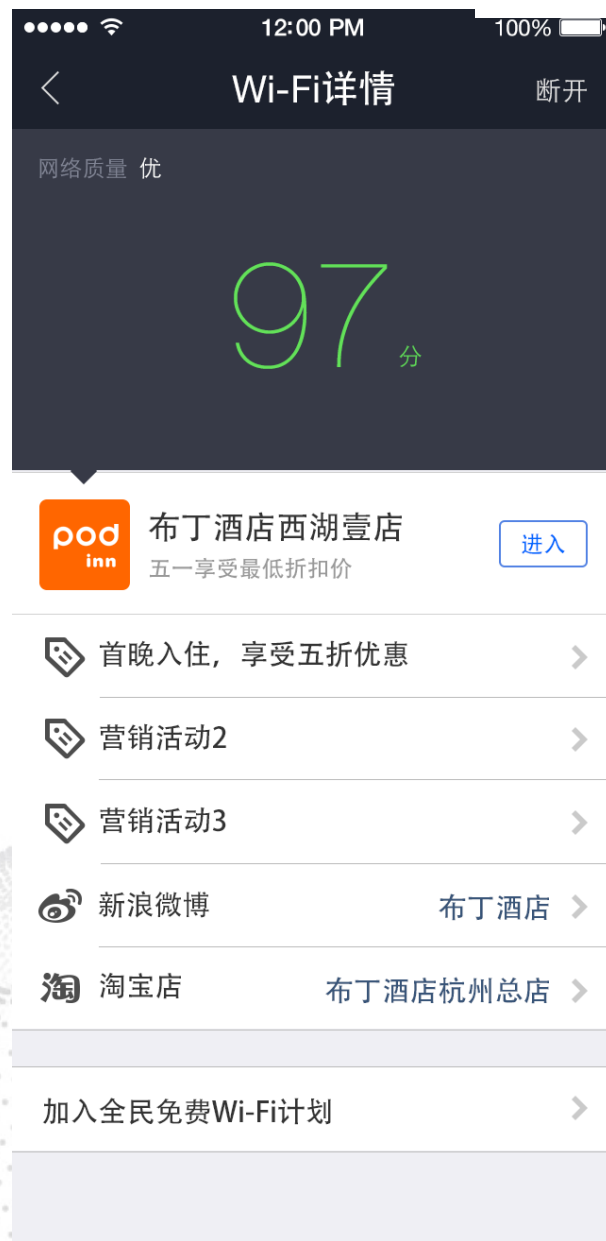 12:00 PM 100%
Wi-Fi详情 断开
网络质量 优
97分
pod
inn
布丁酒店西湖壹店
五一享受最低折扣价
进入
首晚入住，享受五折优惠
营销活动2
营销活动3
新浪微博 布丁酒店
淘 淘宝店 布丁酒店杭州总店
加入全民免费Wi-Fi计划